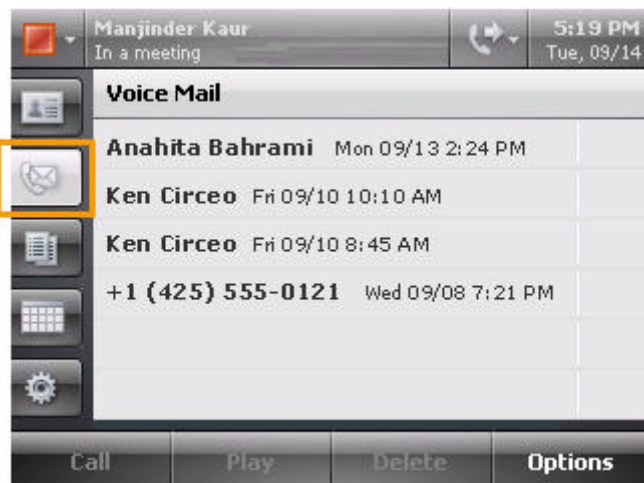 Manjinder Kaur
In a meeting
5:19 PM
Tue, 09/14
Voice Mail
Anahita Bahrami Mon 09/13 2:24 PM
Ken Circeo Fri 09/10 10:10 AM
Ken Circeo Fri 09/10 8:45 AM
+1 (425) 555-0121 Wed 09/08 7:21 PM
Call Play Delete Options